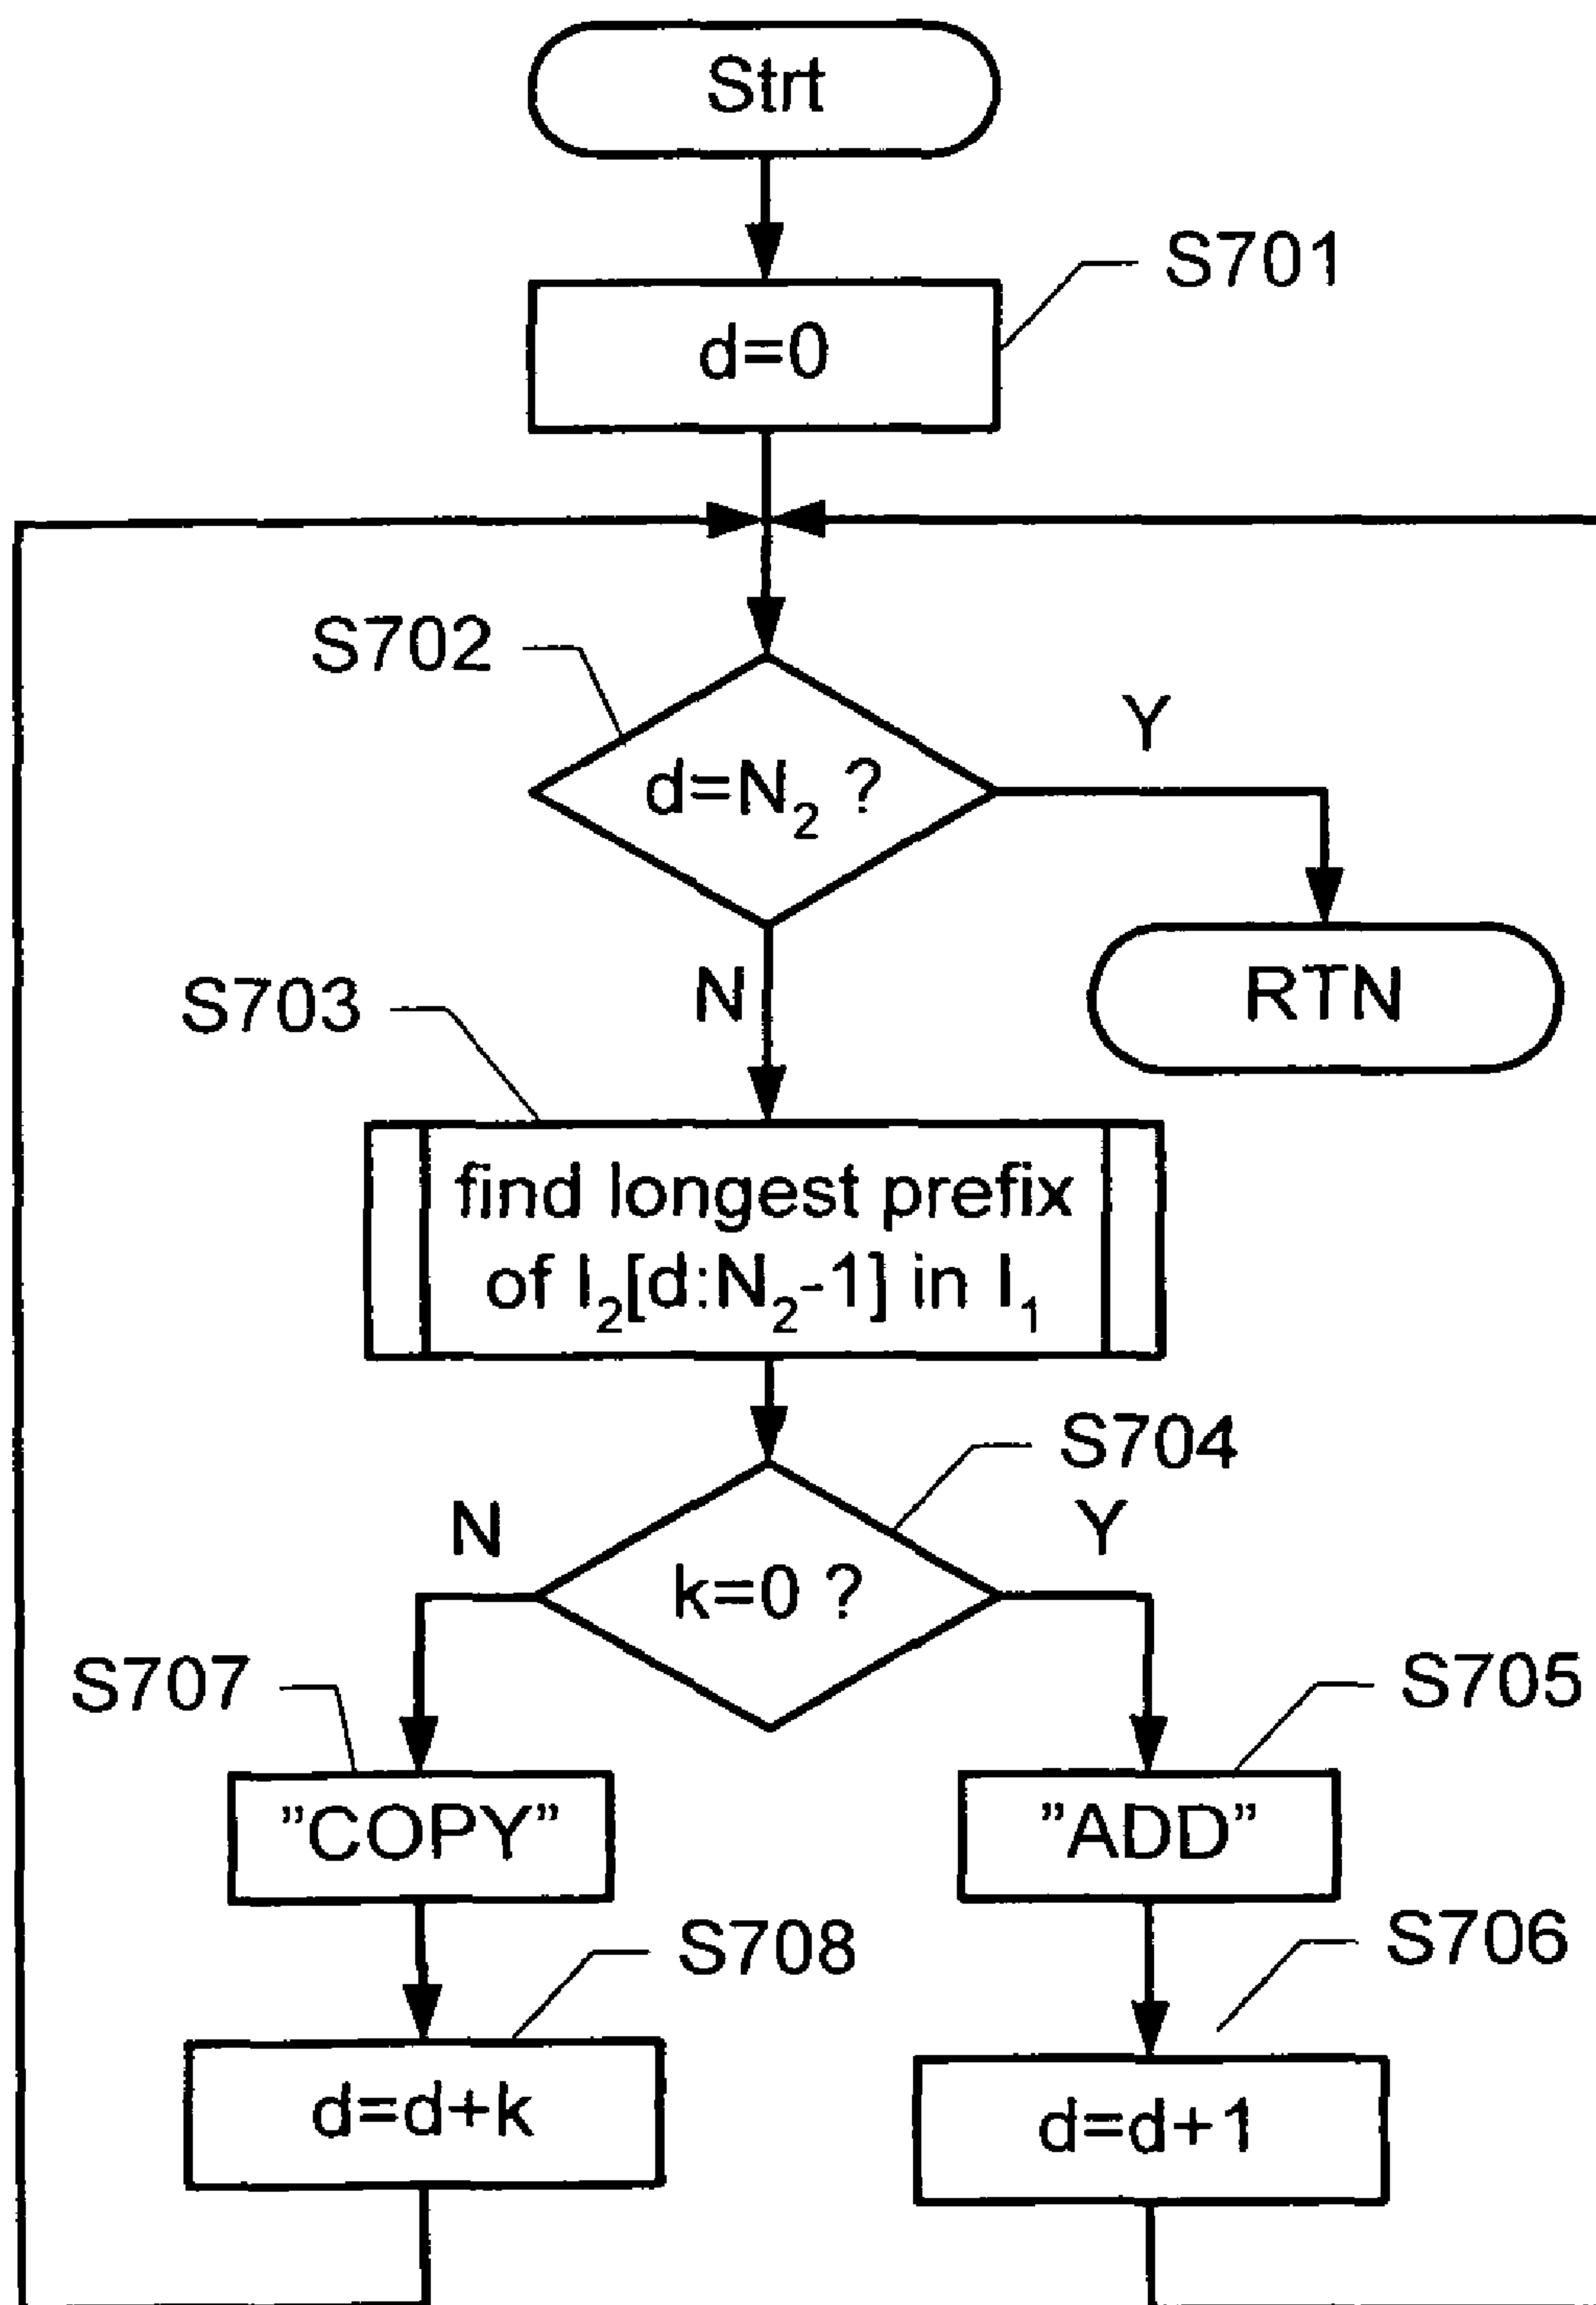 Strt
S701
d=0
S702
Y
d=N₂ ?
N
RTN
S703
find longest prefix
of I₂[d:N₂-1] in I₁
S704
N
Y
k=0 ?
S707
S705
”COPY”
”ADD”
S708
S706
d=d+k
d=d+1